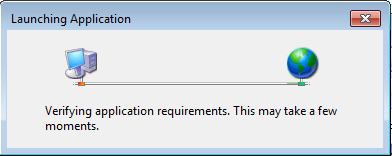 Launching Application
Verifying application requirements. This may take a few
moments.